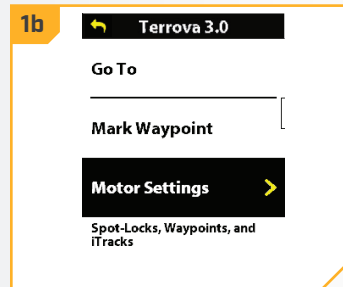 1b
Terrova 3.0
Go To
Mark Waypoint
Motor Settings
Spot-Locks, Waypoints, and
iTracks